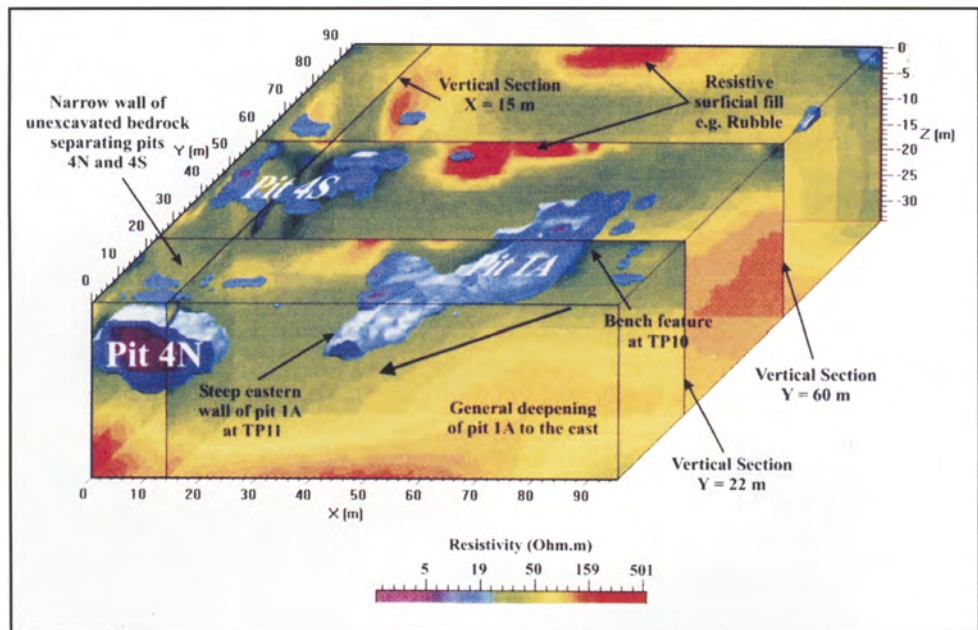 90
80
70
60
50
40
30
20
10
0
Y [m]
Narrow wall of
unexcavated bedrock
separating pits
4N and 4S
Vertical Section
X = 15 m
Resistive
surficial fill
e.g. Rubble
0
-5
-10
-15
-20
-25
-30
Z [m]
Pit 4S
Pit 1A
Pit 4N
Bench feature
at TP10
Steep eastern
wall of pit 1A
at TP11
General deepening
of pit 1A to the east
Vertical Section
Y = 60 m
Vertical Section
Y = 22 m
0 10 20 30 40 50 60 70 80 90
X [m]
Resistivity (Ohm.m)
5 19 50 159 501